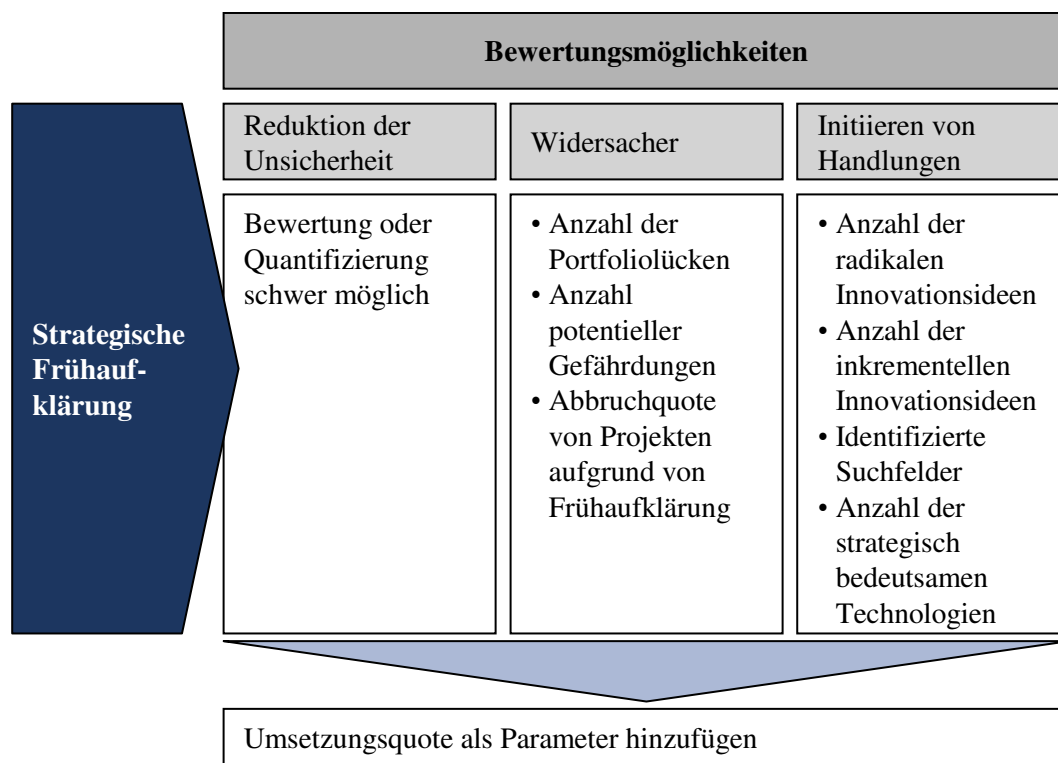 Bewertungsmöglichkeiten
Strategische
Frühauf-
klärung
Reduktion der
Unsicherheit
Bewertung oder
Quantifizierung
schwer möglich
Widersacher
• Anzahl der
Portfoliolücken
• Anzahl
potentieller
Gefährdungen
• Abbruchquote
von Projekten
aufgrund von
Frühaufklärung
Initiieren von
Handlungen
• Anzahl der
radikalen
Innovationsideen
• Anzahl der
inkrementellen
Innovationsideen
• Identifizierte
Suchfelder
• Anzahl der
strategisch
bedeutsamen
Technologien
Umsetzungsquote als Parameter hinzufügen